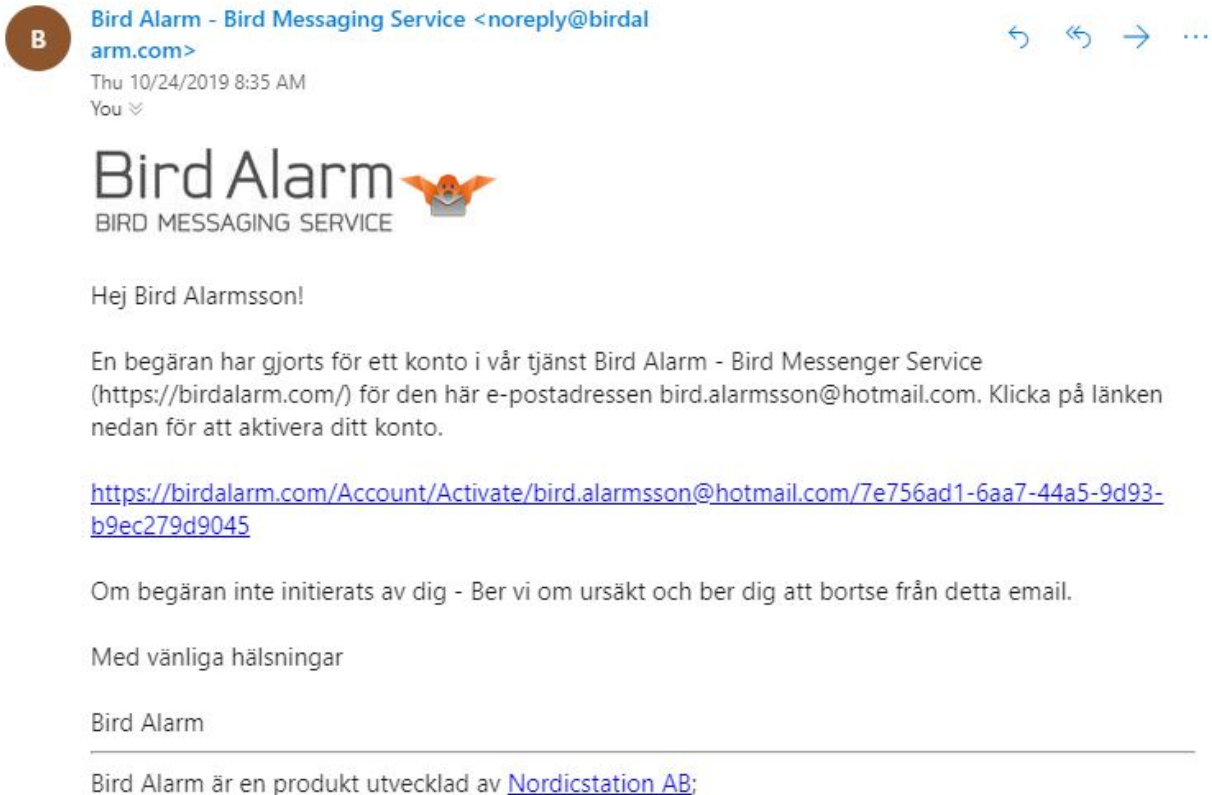 B
Bird Alarm - Bird Messaging Service <noreply@birdal
arm.com>
Thu 10/24/2019 8:35 AM
You
Bird Alarm
BIRD MESSAGING SERVICE
Hej Bird Alarmsson!
En begäran har gjorts för ett konto i vår tjänst Bird Alarm - Bird Messenger Service
(https://birdalarm.com/) för den här e-postadressen bird.alarmsson@hotmail.com. Klicka på länken
nedan för att aktivera ditt konto.
https://birdalarm.com/Account/Activate/bird.alarmsson@hotmail.com/7e756ad1-6aa7-44a5-9d93-
b9ec279d9045
Om begäran inte initierats av dig - Ber vi om ursäkt och ber dig att bortse från detta email.
Med vänliga hälsningar
Bird Alarm
Bird Alarm är en produkt utvecklad av Nordicstation AB;